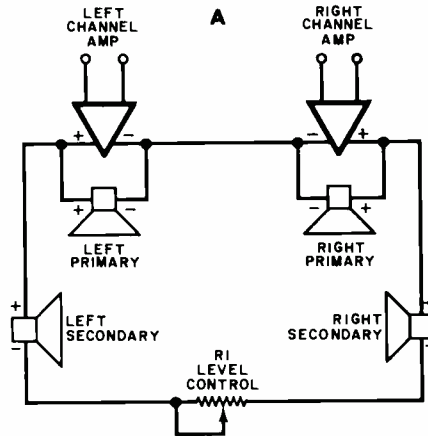 LEFT
CHANNEL
AMP
A
RIGHT
CHANNEL
AMP
+ -
- +
+ -
- +
LEFT
PRIMARY
RIGHT
PRIMARY
+
LEFT
SECONDARY
-
+
RIGHT
SECONDARY
-
R1
LEVEL
CONTROL